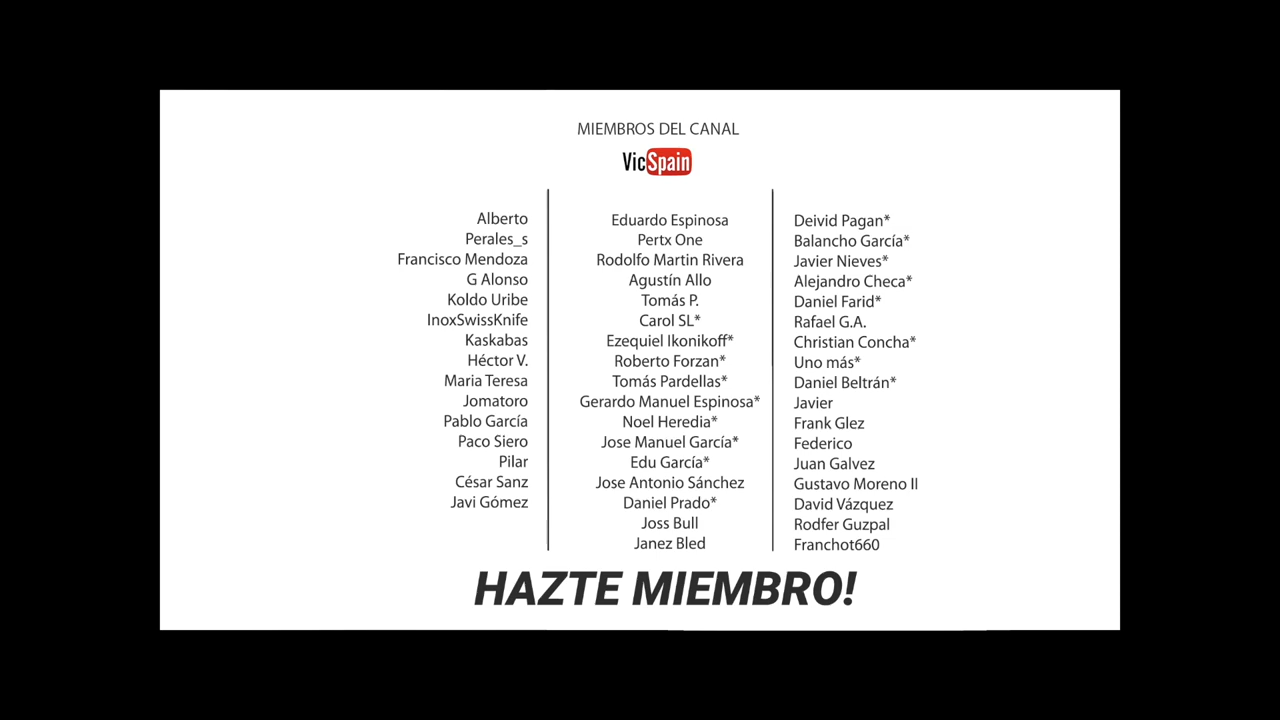 MIEMBROS DEL CANAL
VicSpain
Alberto
Perales_s
Francisco Mendoza
G Alonso
Koldo Uribe
InoxSwissKnife
Kaskabas
Héctor V.
Maria Teresa
Jomatoro
Pablo García
Paco Siero
Pilar
César Sanz
Javi Gómez
Eduardo Espinosa
Pertx One
Rodolfo Martin Rivera
Agustín Allo
Tomás P.
Carol SL*
Ezequiel Ikonikoff*
Roberto Forzan*
Tomás Pardellas*
Gerardo Manuel Espinosa*
Noel Heredia*
Jose Manuel García*
Edu García*
Jose Antonio Sánchez
Daniel Prado*
Joss Bull
Janez Bled
Deivid Pagan*
Balancho García*
Javier Nieves*
Alejandro Checa*
Daniel Farid*
Rafael G.A.
Christian Concha*
Uno más*
Daniel Beltrán*
Javier
Frank Glez
Federico
Juan Galvez
Gustavo Moreno II
David Vázquez
Rodfer Guzpal
Franchot660
HAZTE MIEMBRO!